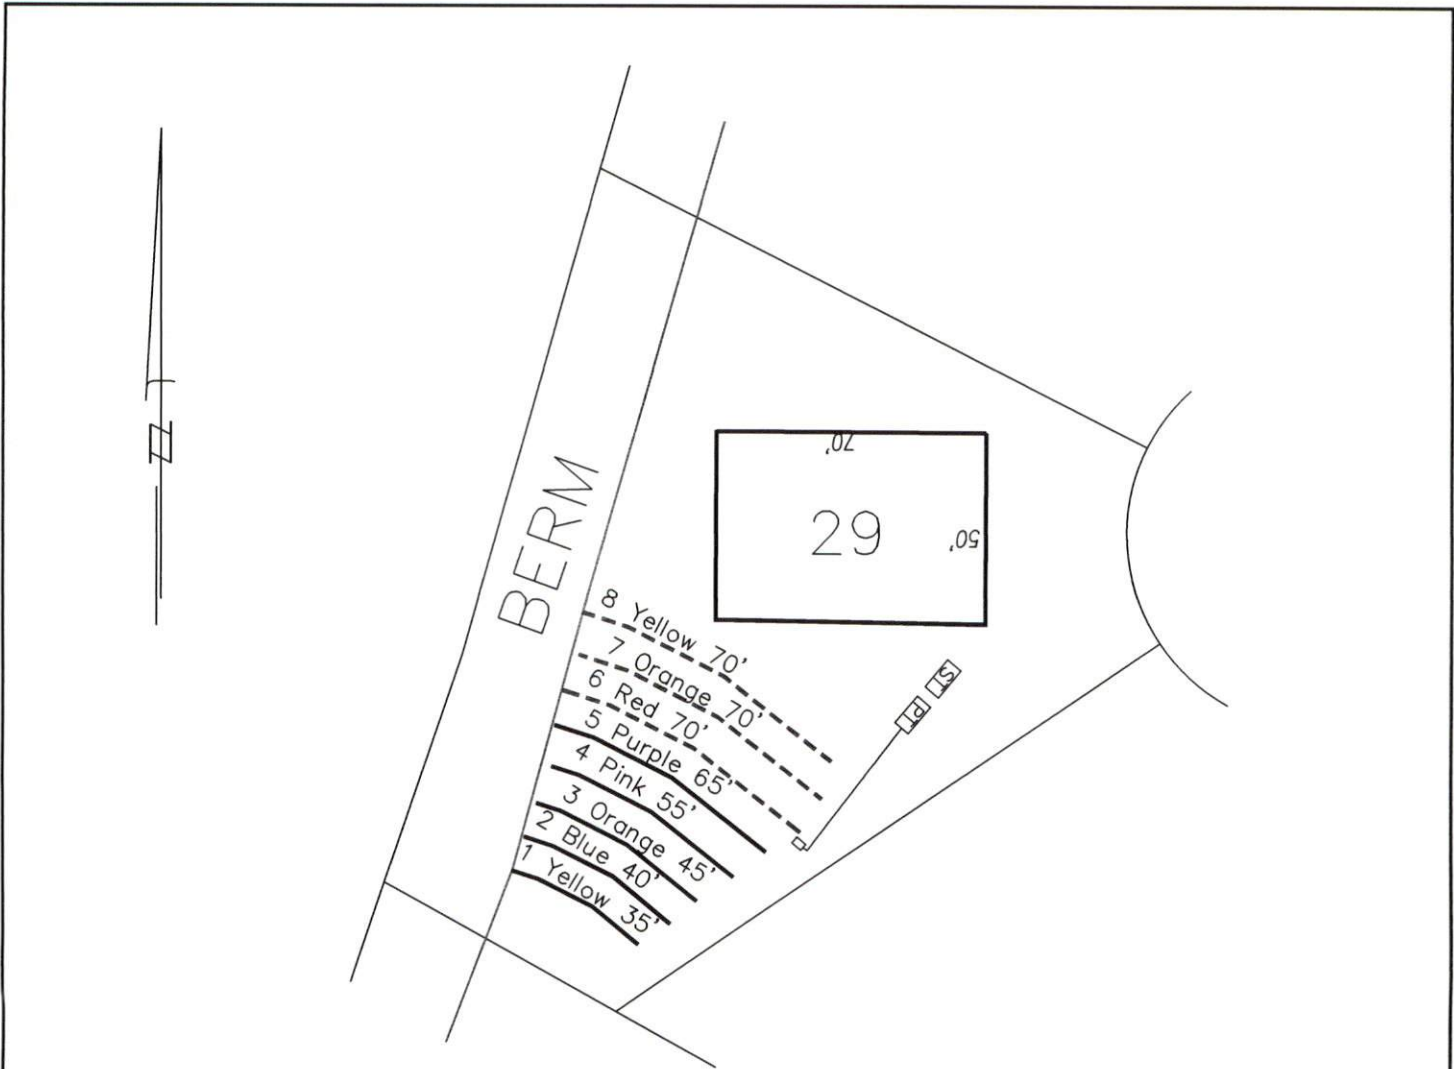 N
BERM
70'
29
50'
8 Yellow 70'
7 Orange 70'
6 Red 70'
5 Purple 65'
4 Pink 55'
3 Orange 45'
2 Blue 40'
1 Yellow 35'
ST
PT